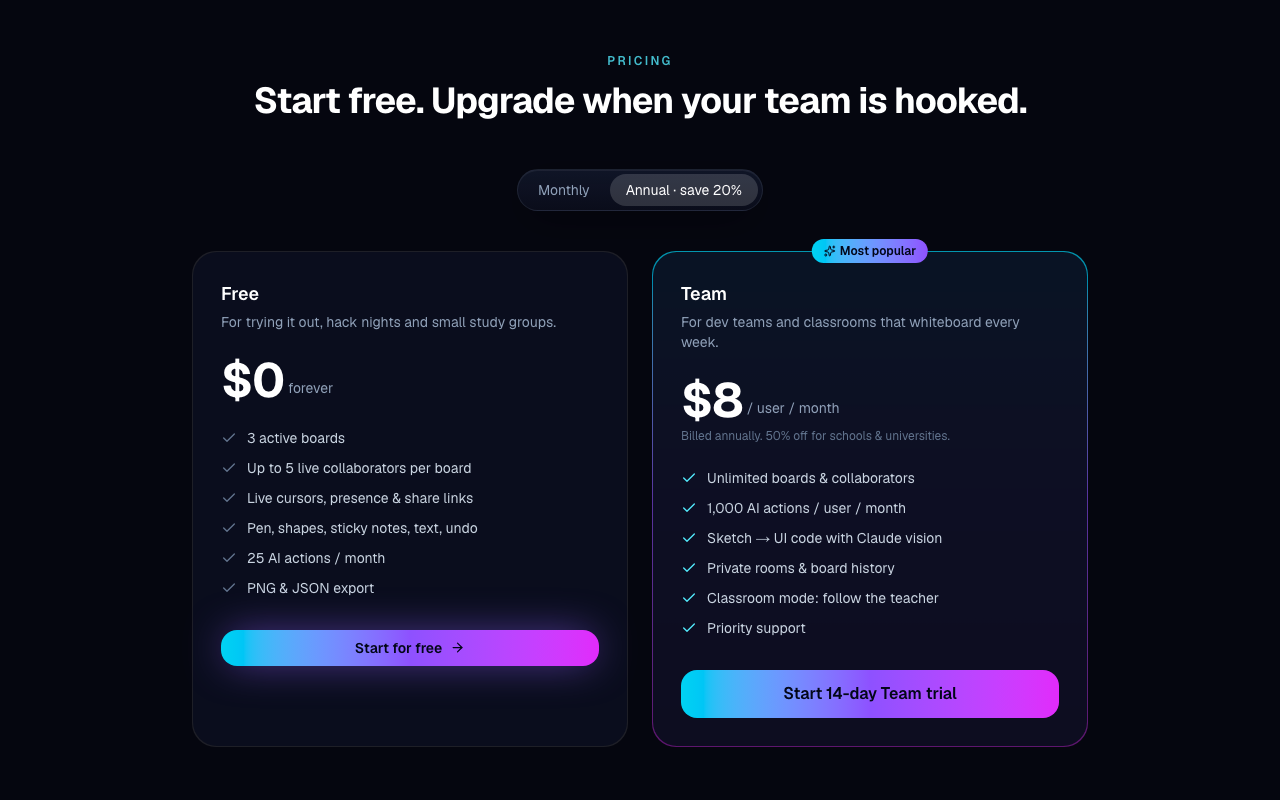 PRICING
Start free. Upgrade when your team is hooked.
Monthly
Annual · save 20%
Free
For trying it out, hack nights and small study groups.
$0 forever
3 active boards
Up to 5 live collaborators per board
Live cursors, presence & share links
Pen, shapes, sticky notes, text, undo
25 AI actions / month
PNG & JSON export
Start for free →
Most popular
Team
For dev teams and classrooms that whiteboard every
week.
$8 / user / month
Billed annually. 50% off for schools & universities.
Unlimited boards & collaborators
1,000 AI actions / user / month
Sketch → UI code with Claude vision
Private rooms & board history
Classroom mode: follow the teacher
Priority support
Start 14-day Team trial